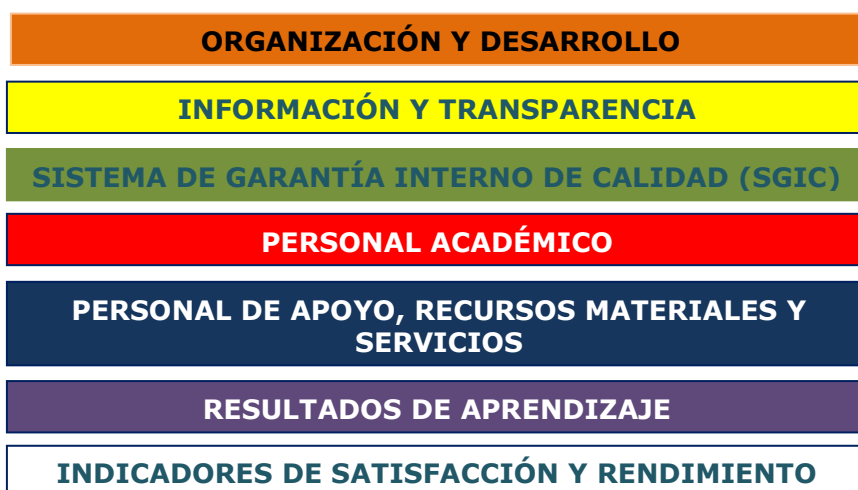 ORGANIZACIÓN Y DESARROLLO
INFORMACIÓN Y TRANSPARENCIA
SISTEMA DE GARANTÍA INTERNO DE CALIDAD (SGIC)
PERSONAL ACADÉMICO
PERSONAL DE APOYO, RECURSOS MATERIALES Y
SERVICIOS
RESULTADOS DE APRENDIZAJE
INDICADORES DE SATISFACCIÓN Y RENDIMIENTO